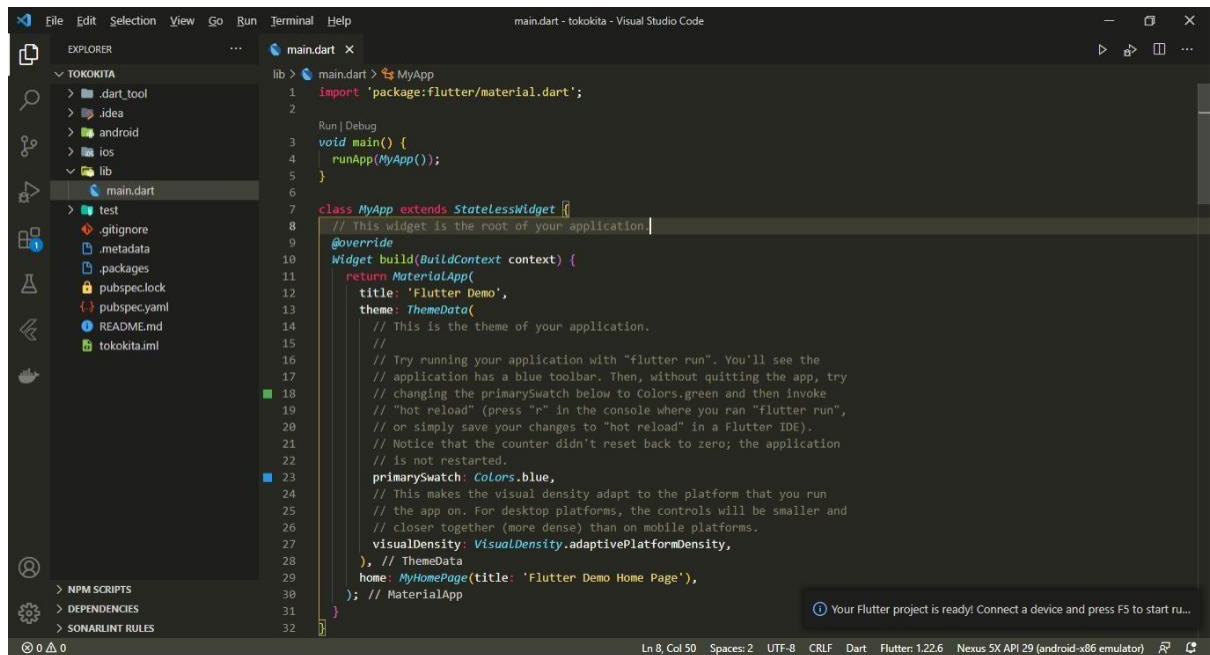 File Edit Selection View Go Run Terminal Help
main.dart - tokokita - Visual Studio Code
EXPLORER
TOKOKITA
.dart_tool
.idea
android
ios
lib
main.dart
test
.gitignore
.metadata
.packages
pubspec.lock
pubspec.yaml
README.md
tokokita.iml
NPM SCRIPTS
DEPENDENCIES
SONARLINT RULES
1
main.dart
lib > main.dart > MyApp
1 import 'package:flutter/material.dart';
2
Run | Debug
3 void main() {
4 runApp(MyApp());
5 }
6
7 class MyApp extends StatelessWidget {
8 // This widget is the root of your application.
9 @override
10 Widget build(BuildContext context) {
11 return MaterialApp(
12 title: 'Flutter Demo',
13 theme: ThemeData(
14 // This is the theme of your application.
15 //
16 // Try running your application with "flutter run". You'll see the
17 // application has a blue toolbar. Then, without quitting the app, try
18 // changing the primarySwatch below to Colors.green and then invoke
19 // "hot reload" (press "r" in the console where you ran "flutter run",
20 // or simply save your changes to "hot reload" in a Flutter IDE).
21 // Notice that the counter didn't reset back to zero; the application
22 // is not restarted.
23 primarySwatch: Colors.blue,
24 // This makes the visual density adapt to the platform that you run
25 // the app on. For desktop platforms, the controls will be smaller and
26 // closer together (more dense) than on mobile platforms.
27 visualDensity: VisualDensity.adaptivePlatformDensity,
28 ), // ThemeData
29 home: MyHomePage(title: 'Flutter Demo Home Page'),
30 ); // MaterialApp
31 }
32 }
Your Flutter project is ready! Connect a device and press F5 to start ru...
0 0
Ln 8, Col 50 Spaces: 2 UTF-8 CRLF Dart Flutter: 1.22.6 Nexus 5X API 29 (android-x86 emulator)